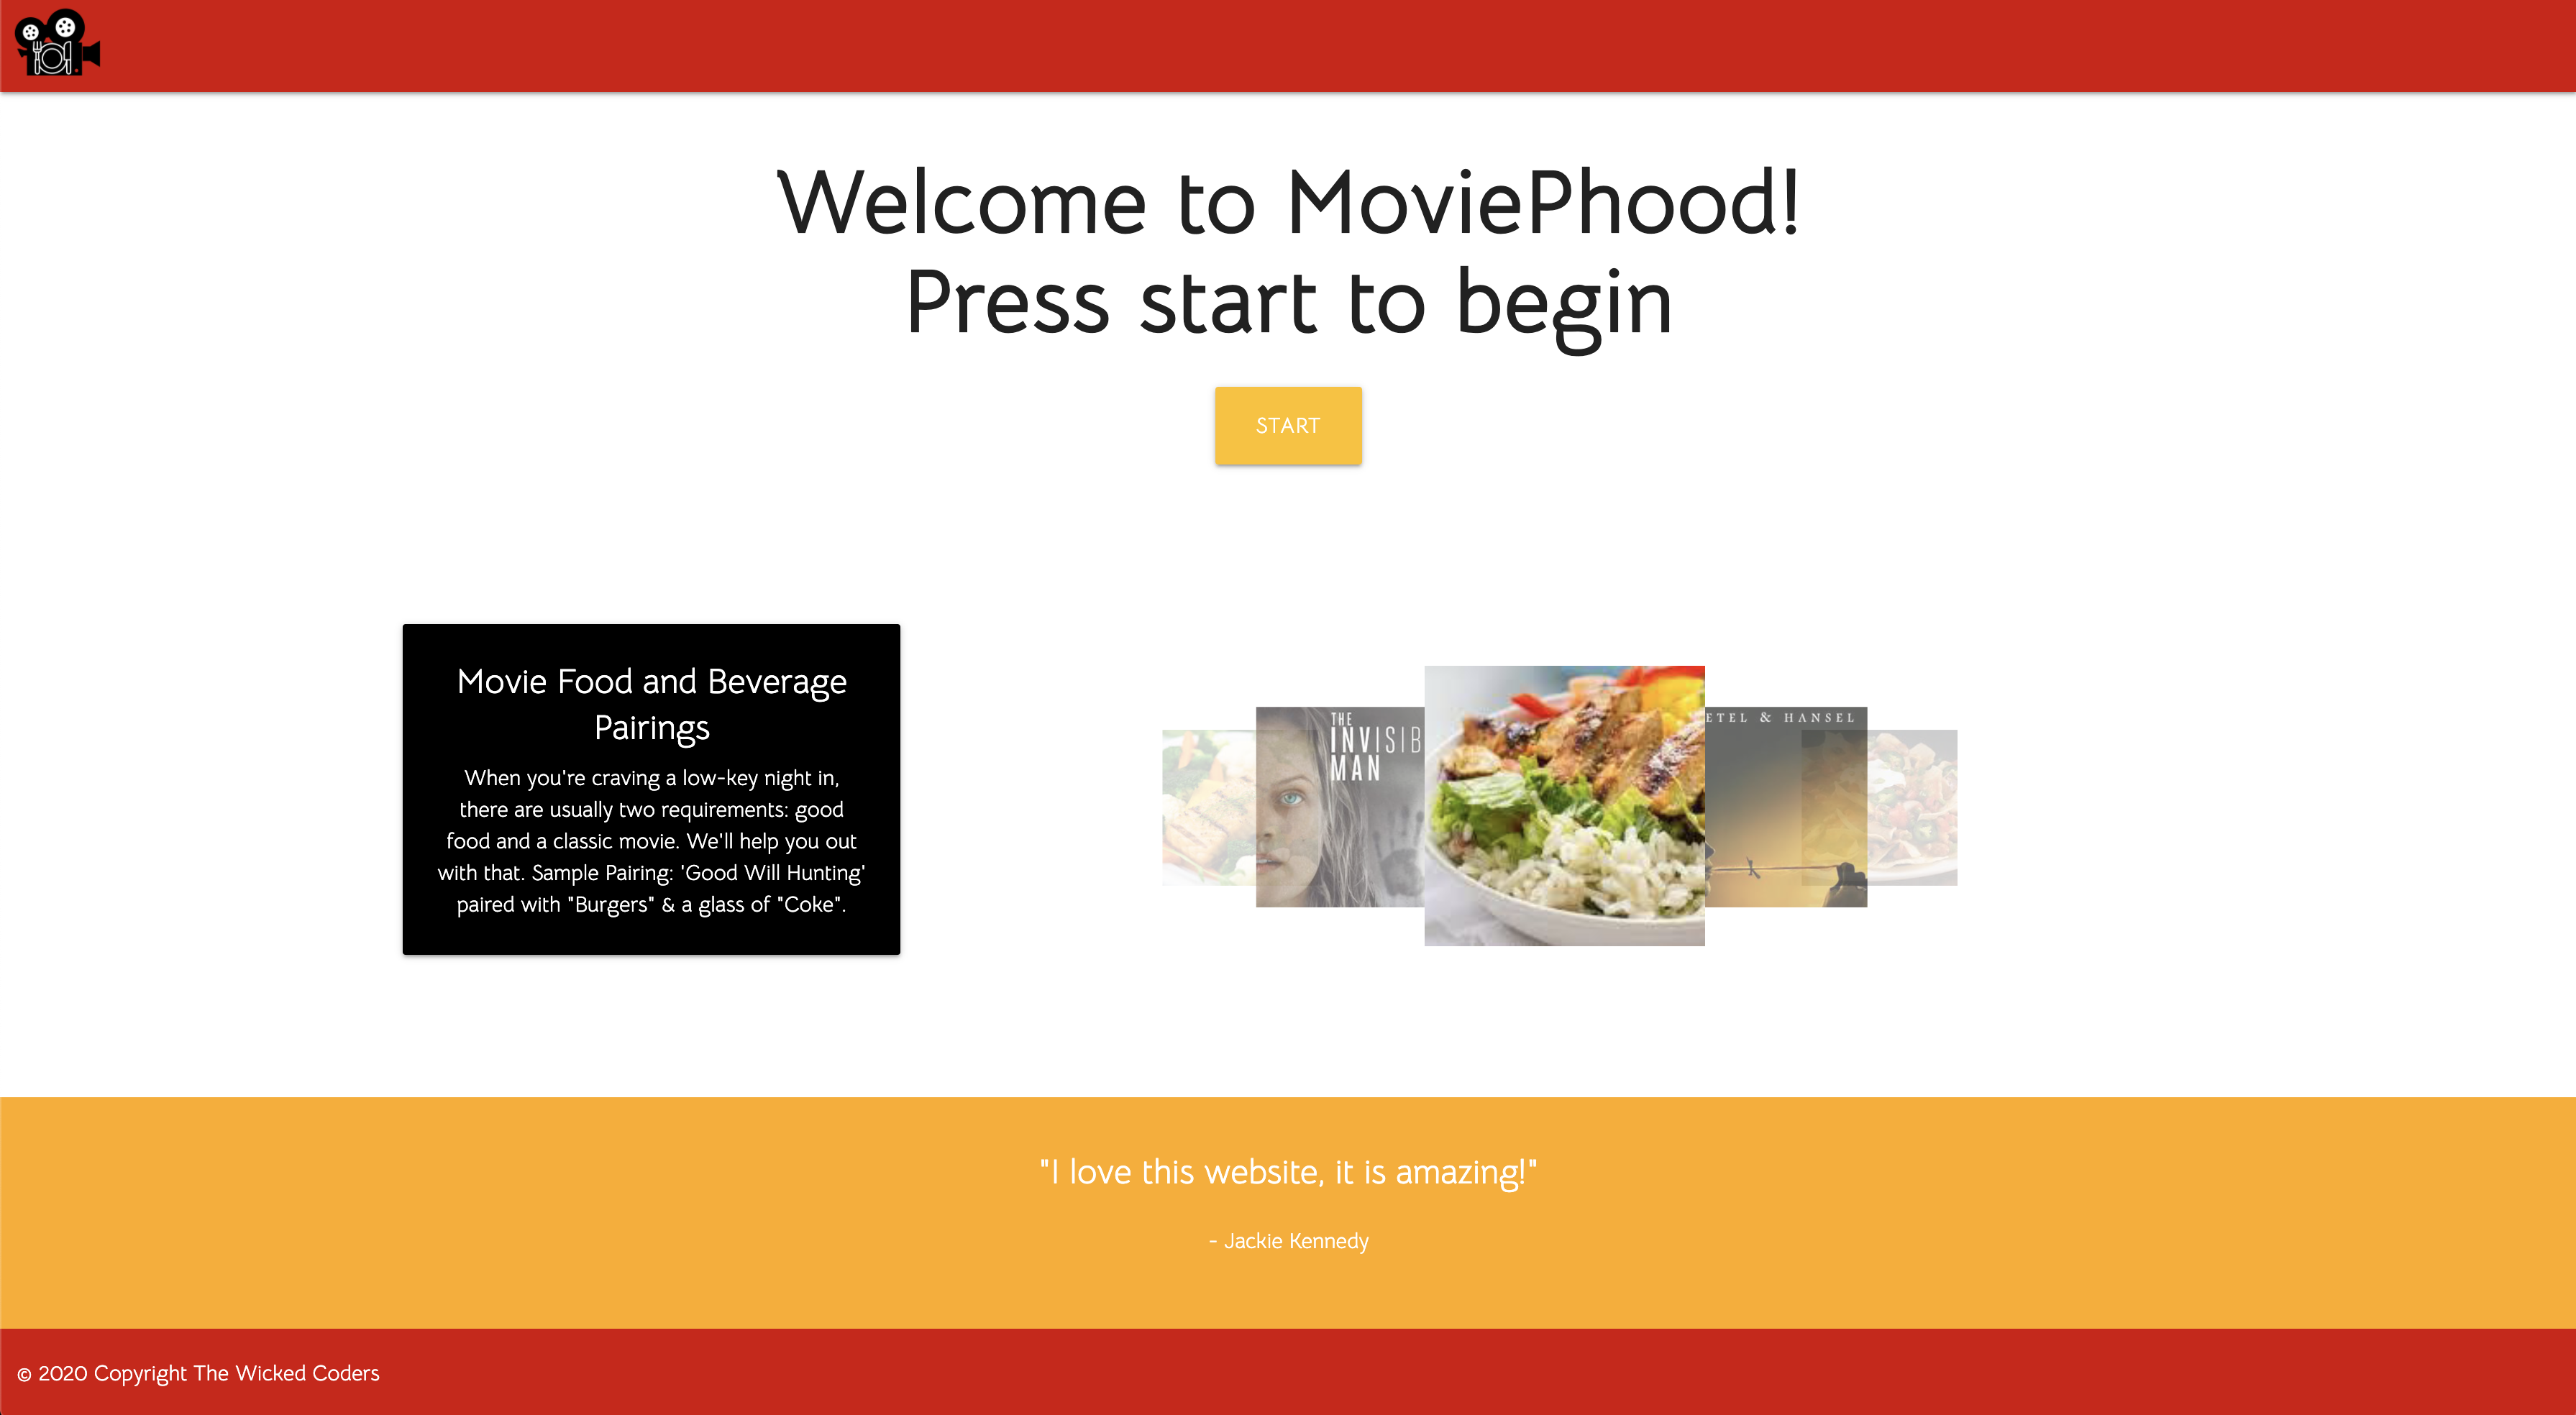 Welcome to MoviePhood!
Press start to begin
START
Movie Food and Beverage
Pairings
When you're craving a low-key night in,
there are usually two requirements: good
food and a classic movie. We'll help you out
with that. Sample Pairing: 'Good Will Hunting'
paired with "Burgers" & a glass of "Coke".
THE
INVISIB
MAN
ETEL & HANSEL
"I love this website, it is amazing!"
- Jackie Kennedy
© 2020 Copyright The Wicked Coders